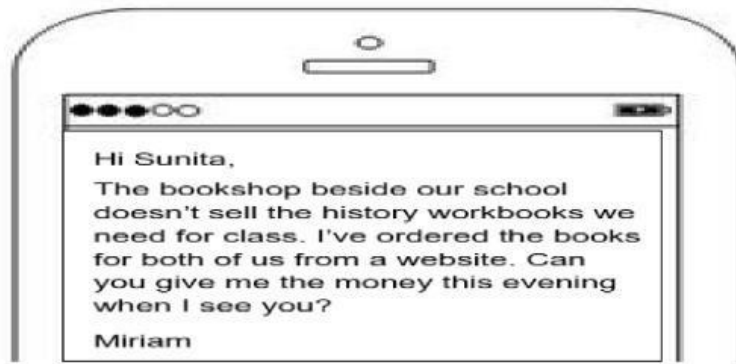 Hi Sunita,
The bookshop beside our school
doesn't sell the history workbooks we
need for class. I've ordered the books
for both of us from a website. Can
you give me the money this evening
when I see you?
Miriam